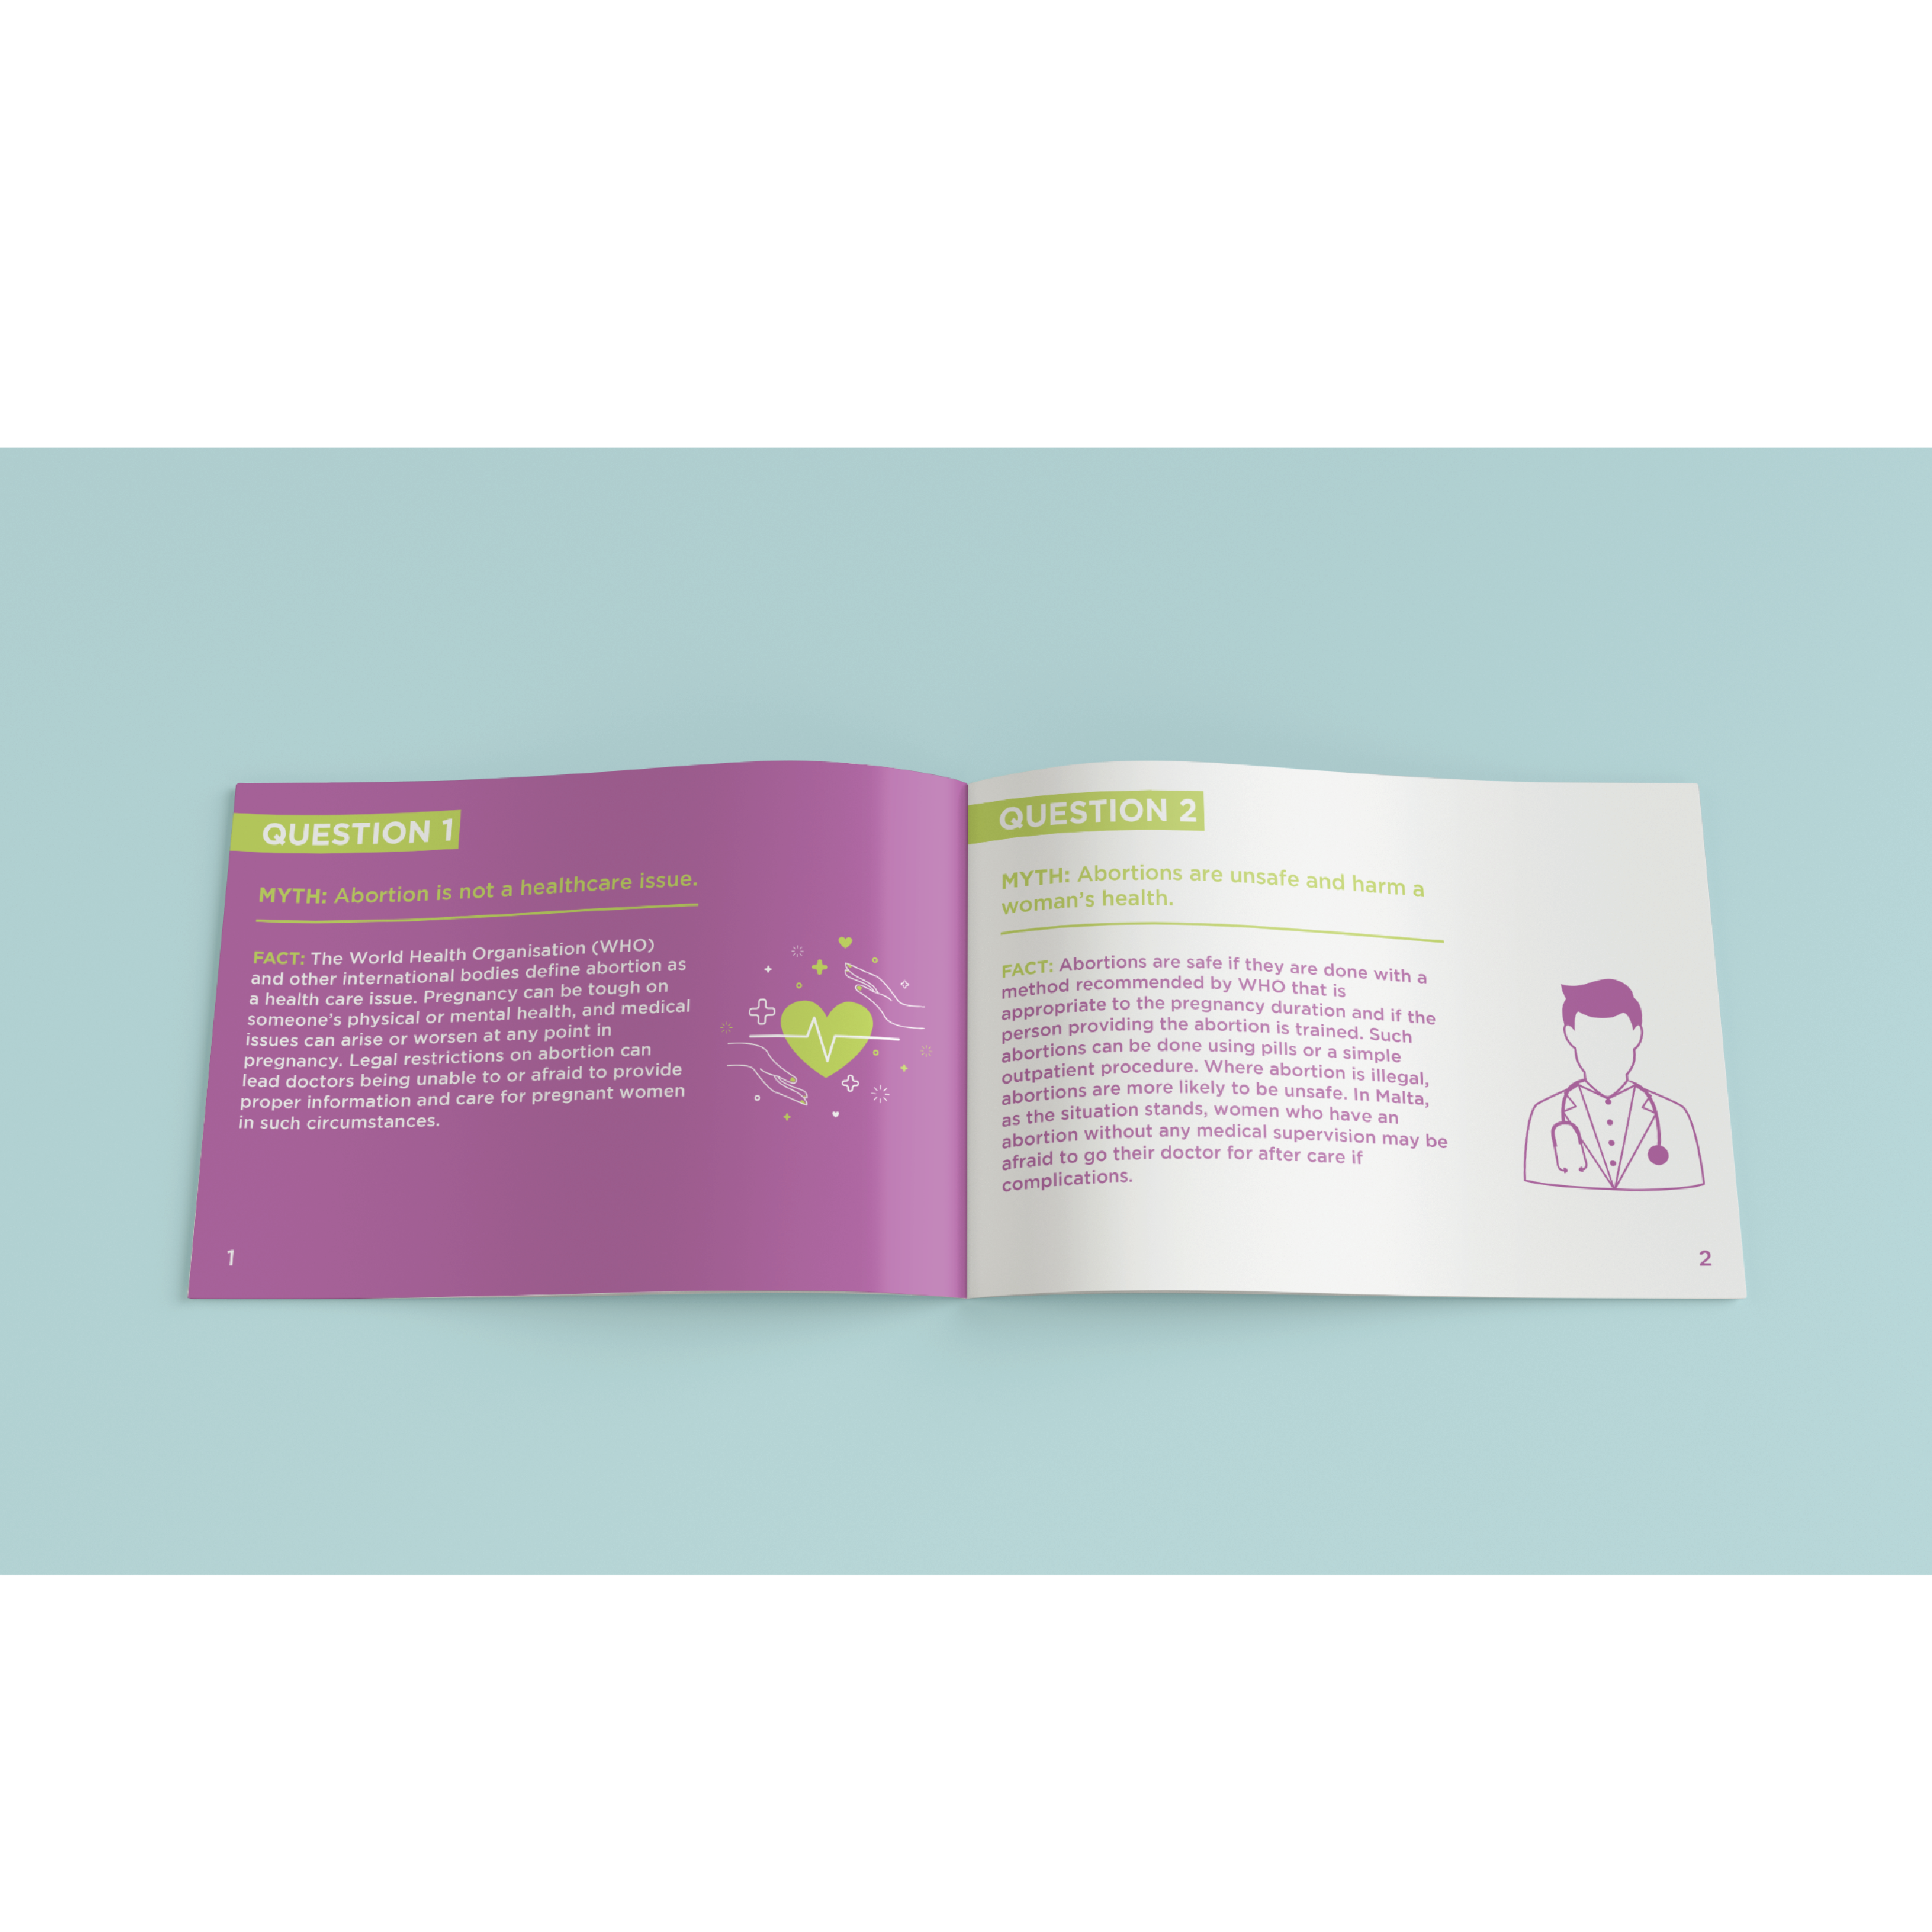 QUESTION 1
MYTH: Abortion is not a healthcare issue.
FACT: The World Health Organisation (WHO)
and other international bodies define abortion as
a health care issue. Pregnancy can be tough on
someone's physical or mental health, and medical
issues can arise or worsen at any point in
pregnancy. Legal restrictions on abortion can
lead doctors being unable to or afraid to provide
proper information and care for pregnant women
in such circumstances.
1
QUESTION 2
MYTH: Abortions are unsafe and harm a
woman's health.
FACT: Abortions are safe if they are done with a
method recommended by WHO that is
appropriate to the pregnancy duration and if the
person providing the abortion is trained. Such
abortions can be done using pills or a simple
outpatient procedure. Where abortion is illegal,
abortions are more likely to be unsafe. In Malta,
as the situation stands, women who have an
abortion without any medical supervision may be
afraid to go their doctor for after care if
complications.
2